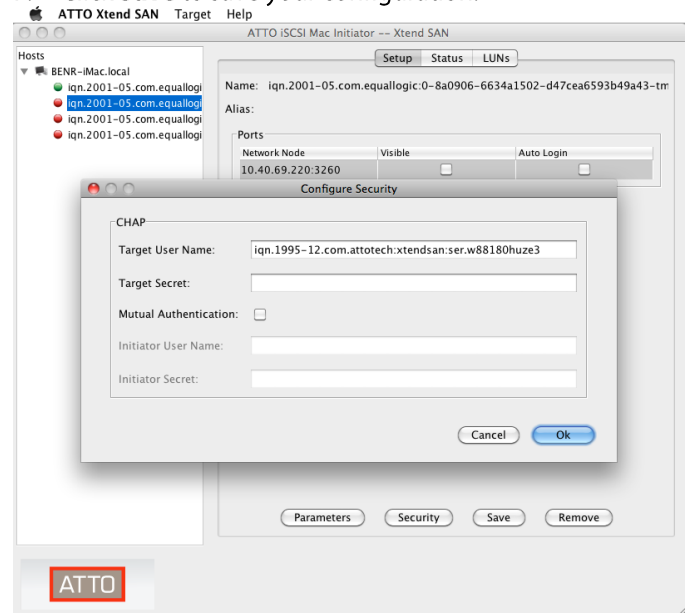 ATTO Xtend SAN Target Help
ATTO iSCSI Mac Initiator -- Xtend SAN
Hosts
BENR-iMac.local
iqn.2001-05.com.equallogi
iqn.2001-05.com.equallogi
iqn.2001-05.com.equallogi
iqn.2001-05.com.equallogi
Setup Status LUNs
Name: iqn.2001-05.com.equallogic:0-8a0906-6634a1502-d47cea6593b49a43-tm
Alias:
Ports
Network Node Visible Auto Login
10.40.69.220:3260
Configure Security
CHAP
Target User Name: iqn.1995-12.com.attotech:xtendsan:ser.w88180huze3
Target Secret:
Mutual Authentication:
Initiator User Name:
Initiator Secret:
Cancel Ok
Parameters Security Save Remove
ATTO